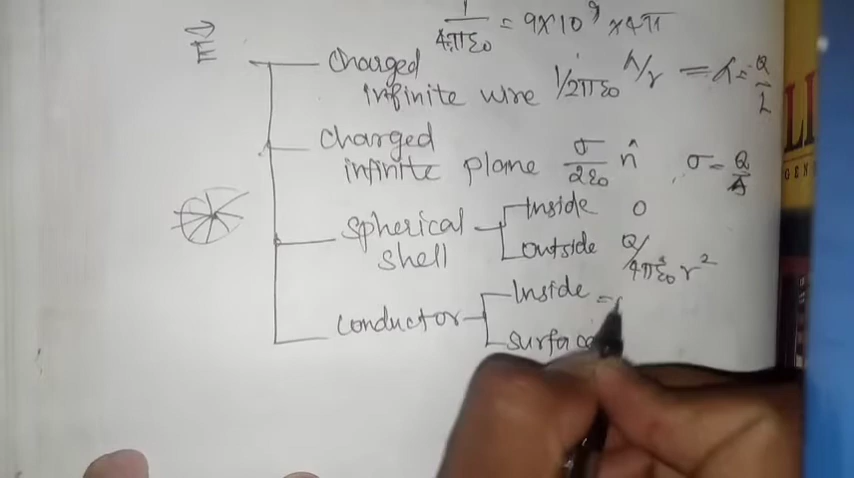 1/4πε₀ = 9×10⁹ ×4π
E⃗
charged
infinite wire 1/2πε₀ λ/r = λ = Q/L
charged
infinite plane σ/2ε₀ n̂ σ = Q/A
spherical
shell
Inside 0
outside Q/4πε₀r²
conductor
Inside =
surface